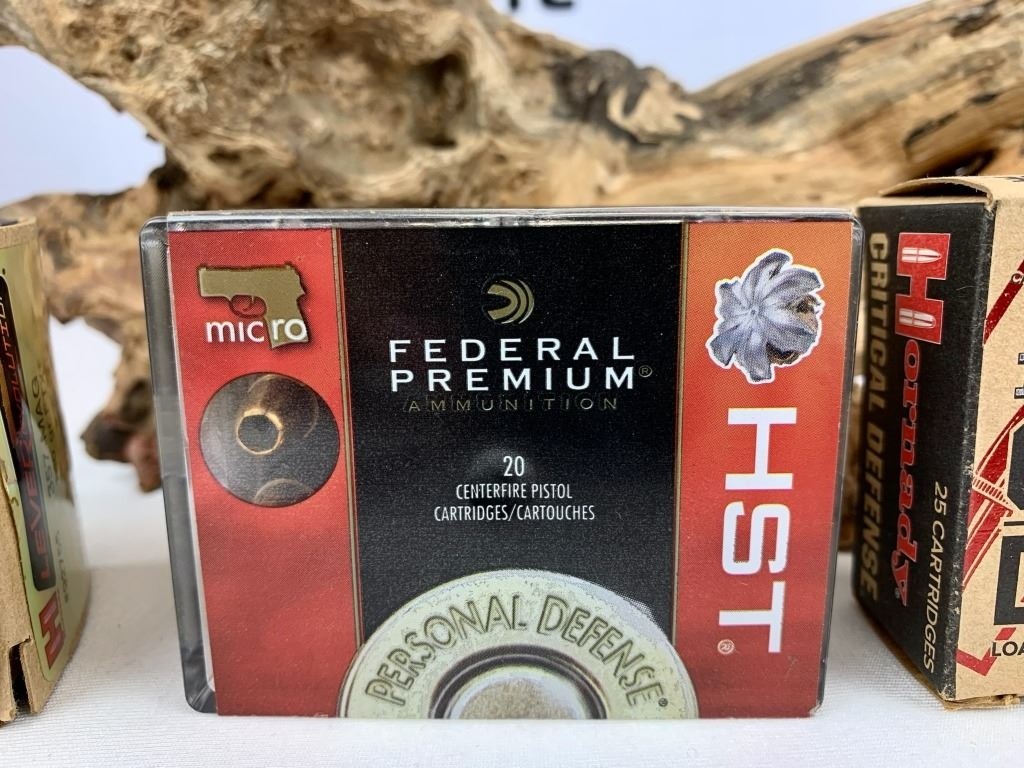 micro
FEDERAL
PREMIUM®
AMMUNITION
20
CENTERFIRE PISTOL
CARTRIDGES/CARTOUCHES
PERSONAL DEFENSE®
HST®
Hornady®
CRITICAL DEFENSE
25 CARTRIDGES
LEVER